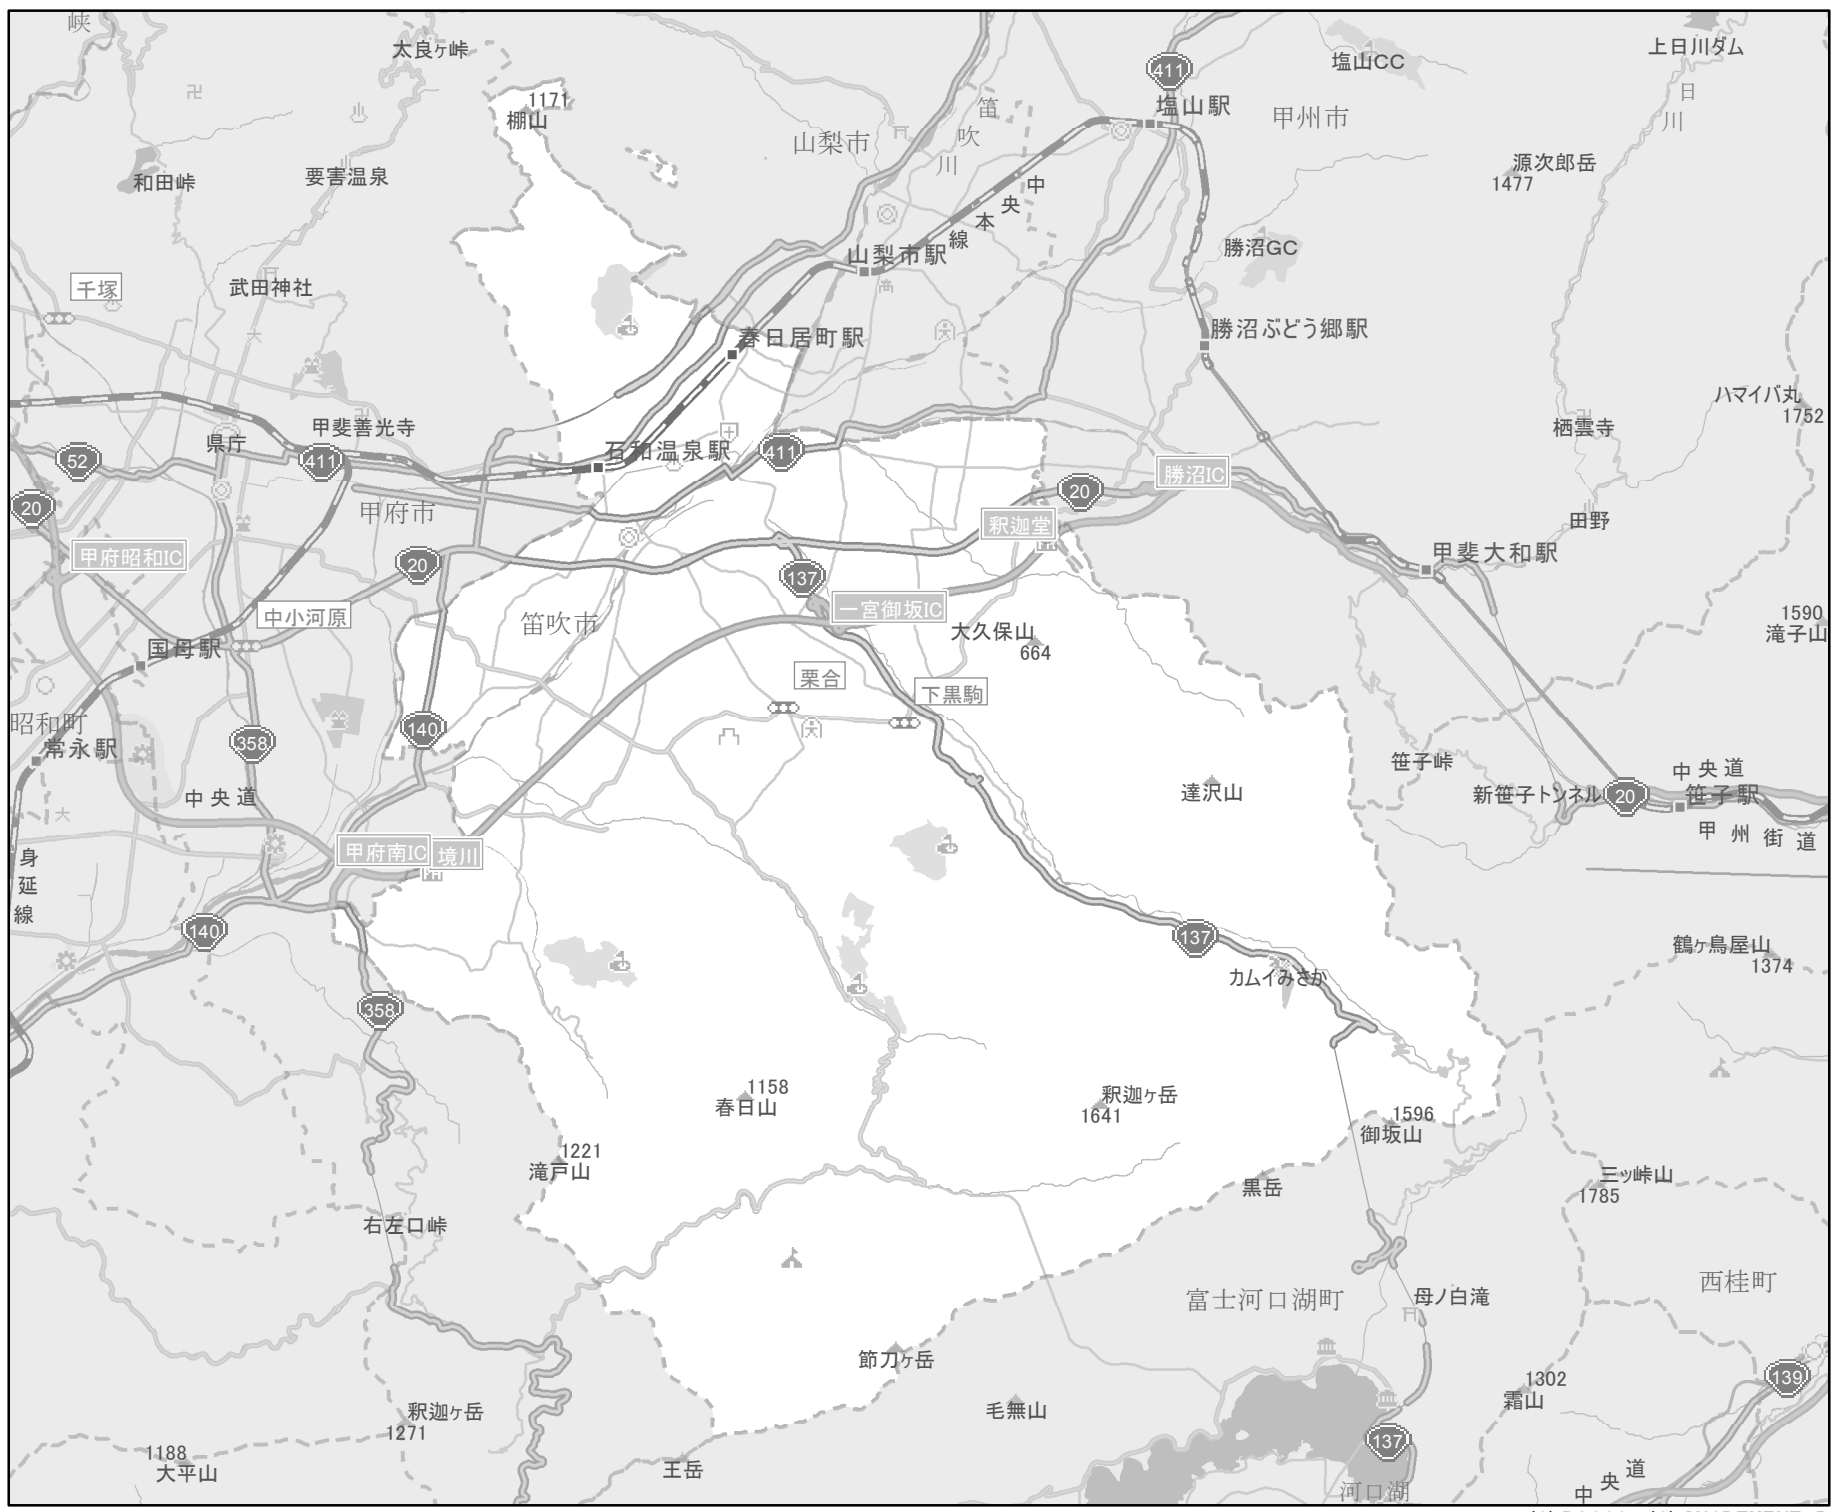 峡
太良ヶ峠
1171
棚山
411
塩山駅
塩山CC
上日川ダム
日川
甲州市
山梨市
笛吹川
和田峠
要害温泉
源次郎岳
1477
中央本線
山梨市駅
勝沼GC
千塚
武田神社
春日居町駅
勝沼ぶどう郷駅
ハマイバ丸
1752
県庁
甲斐善光寺
52
411
石和温泉駅
411
栖雲寺
勝沼IC
20
20
甲府市
釈迦堂
田野
甲府昭和IC
20
甲斐大和駅
137
一宮御坂IC
中小河原
笛吹市
大久保山
664
1590
滝子山
国母駅
栗合
下黒駒
昭和町
常永駅
358
140
笹子峠
中央道
達沢山
新笹子トンネル
20
笹子駅
中央道
甲州街道
甲府南IC
境川
身延線
140
137
鶴ヶ鳥屋山
1374
カムイみさか
358
1158
春日山
釈迦ヶ岳
1641
1596
御坂山
1221
滝戸山
三ッ峠山
1785
黒岳
右左口峠
西桂町
富士河口湖町
母ノ白滝
節刀ヶ岳
139
1302
霜山
釈迦ヶ岳
1271
毛無山
137
1188
大平山
王岳
河口湖
中央道